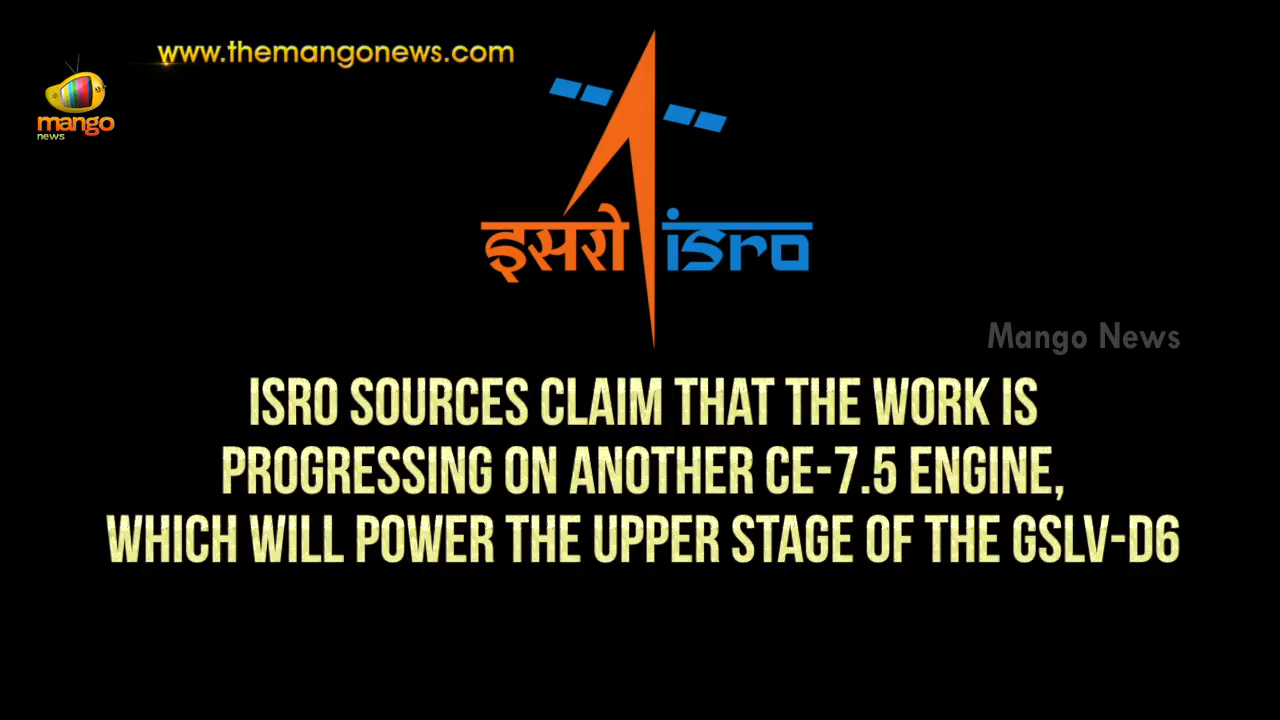 www.themangonews.com
mango
news
इसरो isro
Mango News
ISRO SOURCES CLAIM THAT THE WORK IS
PROGRESSING ON ANOTHER CE-7.5 ENGINE,
WHICH WILL POWER THE UPPER STAGE OF THE GSLV-D6